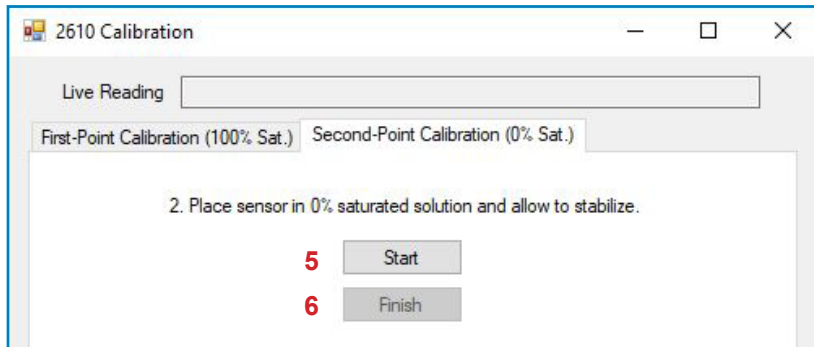 2610 Calibration
Live Reading
First-Point Calibration (100% Sat.) Second-Point Calibration (0% Sat.)
2. Place sensor in 0% saturated solution and allow to stabilize.
5 Start
6 Finish